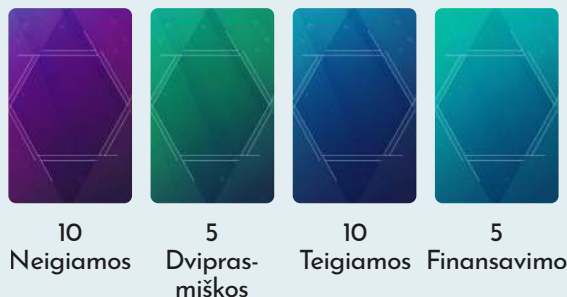 10
Neigiamos
5
Dvipras-
miškos
10
Teigiamos
5
Finansavimo